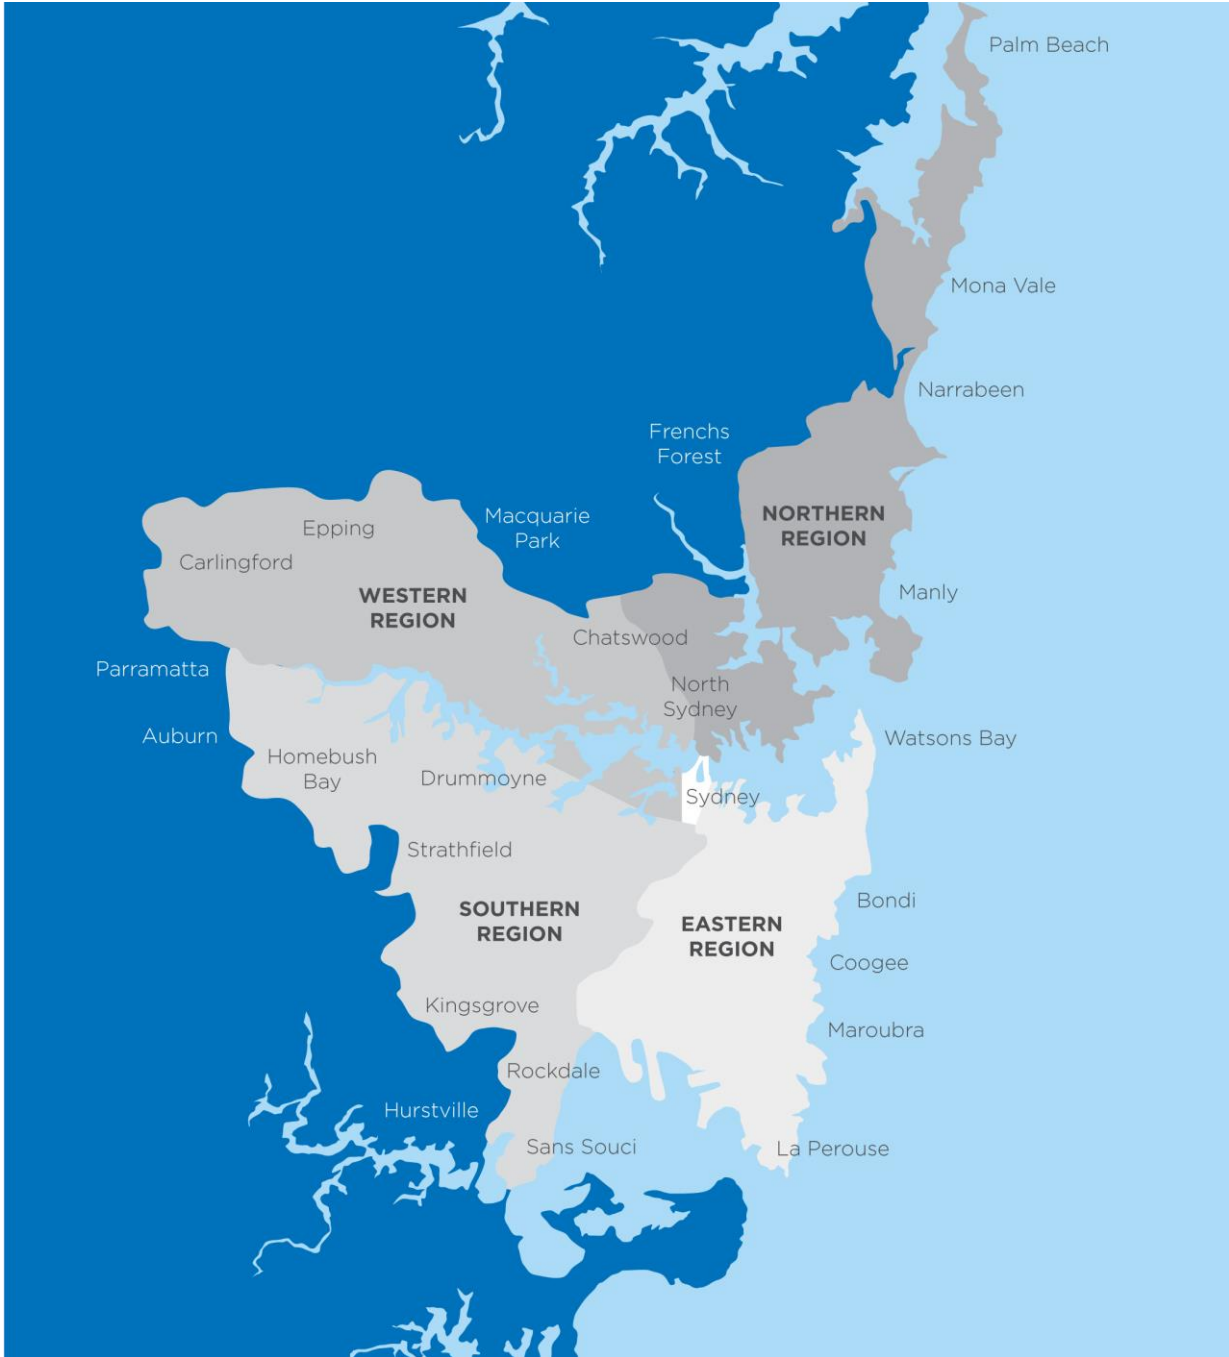 Palm Beach
Mona Vale
Narrabeen
Frenchs
Forest
NORTHERN
REGION
Macquarie
Park
Epping
Carlingford
WESTERN
REGION
Manly
Chatswood
Parramatta
North
Sydney
Auburn
Watsons Bay
Homebush
Bay
Drummoyne
Sydney
Strathfield
Bondi
SOUTHERN
REGION
EASTERN
REGION
Coogee
Kingsgrove
Maroubra
Rockdale
Hurstville
Sans Souci
La Perouse